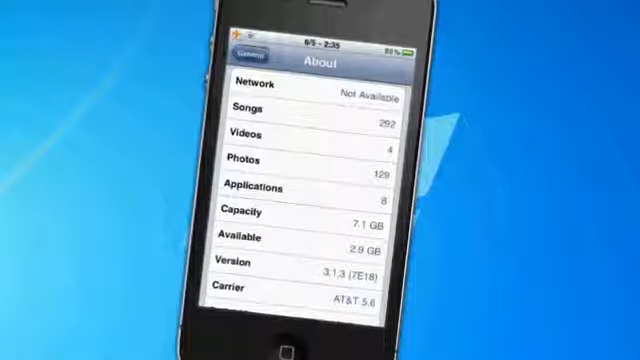 6/5 - 2:35
89%
General
About
Network Not Available
Songs 292
Videos 4
Photos 129
Applications 8
Capacity 7.1 GB
Available 2.9 GB
Version 3.1.3 (7E18)
Carrier AT&T 5.6